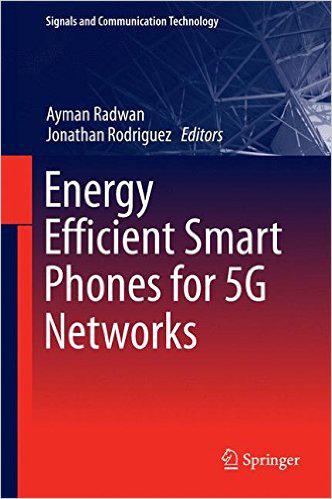 Signals and Communication Technology
Ayman Radwan
Jonathan Rodriguez Editors
Energy
Efficient Smart
Phones for 5G
Networks
Springer